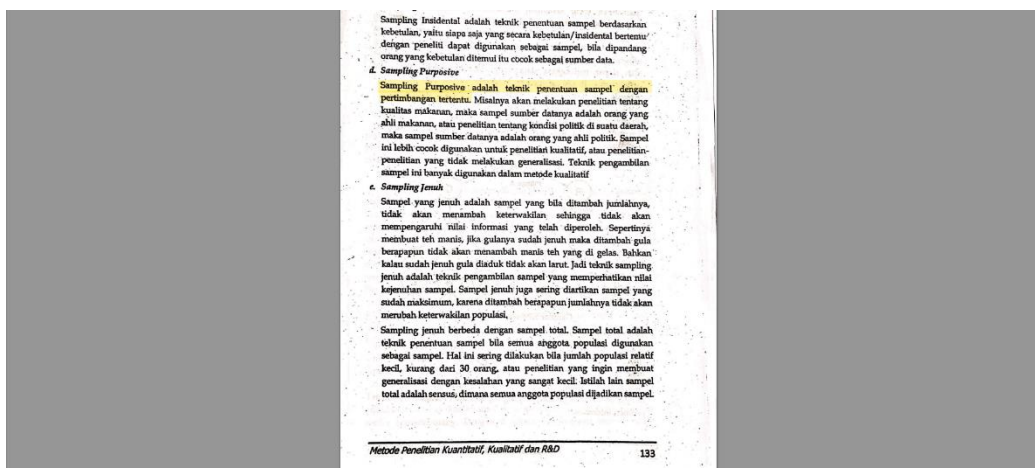 Sampling Insidental adalah teknik penentuan sampel berdasarkan
kebetulan, yaitu siapa saja yang secara kebetulan/insidental bertemu
dengan peneliti dapat digunakan sebagai sampel, bila dipandang
orang yang kebetulan ditemui itu cocok sebagai sumber data.
d. Sampling Purposive
Sampling Purposive adalah teknik penentuan sampel dengan
pertimbangan tertentu. Misalnya akan melakukan penelitian tentang
kualitas makanan, maka sampel sumber datanya adalah orang yang
ahli makanan, atau penelitian tentang kondisi politik di suatu daerah,
maka sampel sumber datanya adalah orang yang ahli politik. Sampel
ini lebih cocok digunakan untuk penelitian kualitatif, atau penelitian-
penelitian yang tidak melakukan generalisasi. Teknik pengambilan
sampel ini banyak digunakan dalam metode kualitatif
e. Sampling Jenuh
Sampel yang jenuh adalah sampel yang bila ditambah jumlahnya,
tidak akan menambah keterwakilan sehingga tidak akan
mempengaruhi nilai informasi yang telah diperoleh. Sepertinya
membuat teh manis, jika gulanya sudah jenuh maka ditambah gula
berapapun tidak akan menambah manis teh yang di gelas. Bahkan
kalau sudah jenuh gula diaduk tidak akan larut. Jadi teknik sampling
jenuh adalah teknik pengambilan sampel yang memperhatikan nilai
kejenuhan sampel. Sampel jenuh juga sering diartikan sampel yang
sudah maksimum, karena ditambah berapapun jumlahnya tidak akan
merubah keterwakilan populasi,
Sampling jenuh berbeda dengan sampel total. Sampel total adalah
teknik penentuan sampel bila semua anggota populasi digunakan
sebagai sampel. Hal ini sering dilakukan bila jumlah populasi relatif
kecil, kurang dari 30 orang, atau penelitian yang ingin membuat
generalisasi dengan kesalahan yang sangat kecil. Istilah lain sampel
total adalah sensus, dimana semua anggota populasi dijadikan sampel.
Metode Penelitian Kuantitatif, Kualitatif dan R&D 133